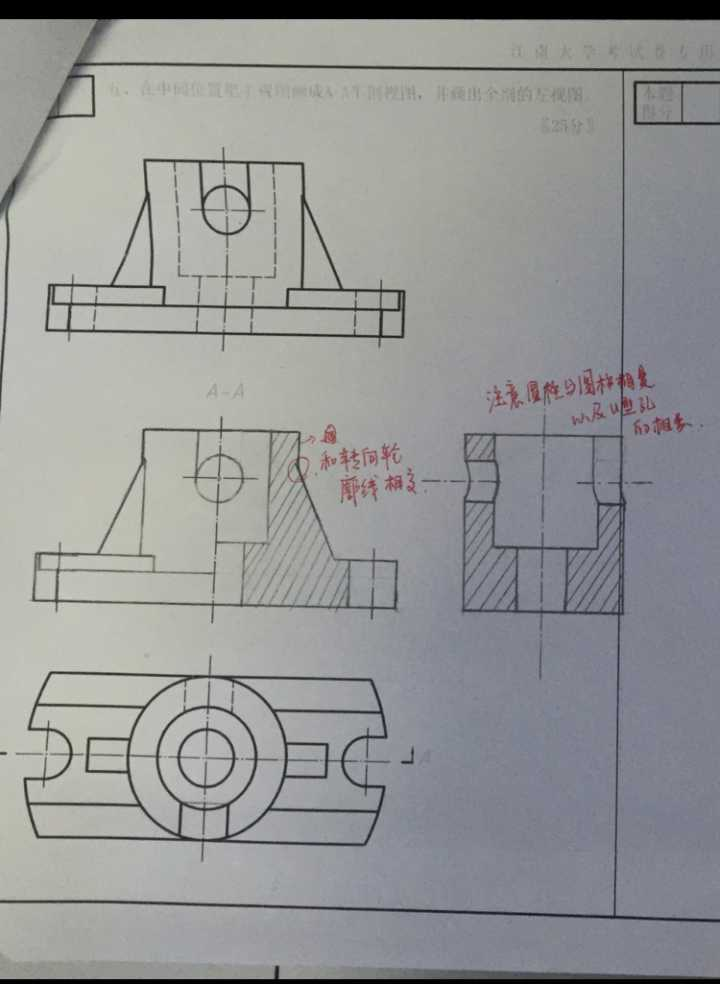 江南大学考试卷专用
五、在中间位置把主视图画成A-A半剖视图，并画出全剖的左视图。
本题
得分
〖25分〗
A-A
注意圆柱与圆柱相交
以及U型孔
的相交.
和转向轮
廓线相交.
A